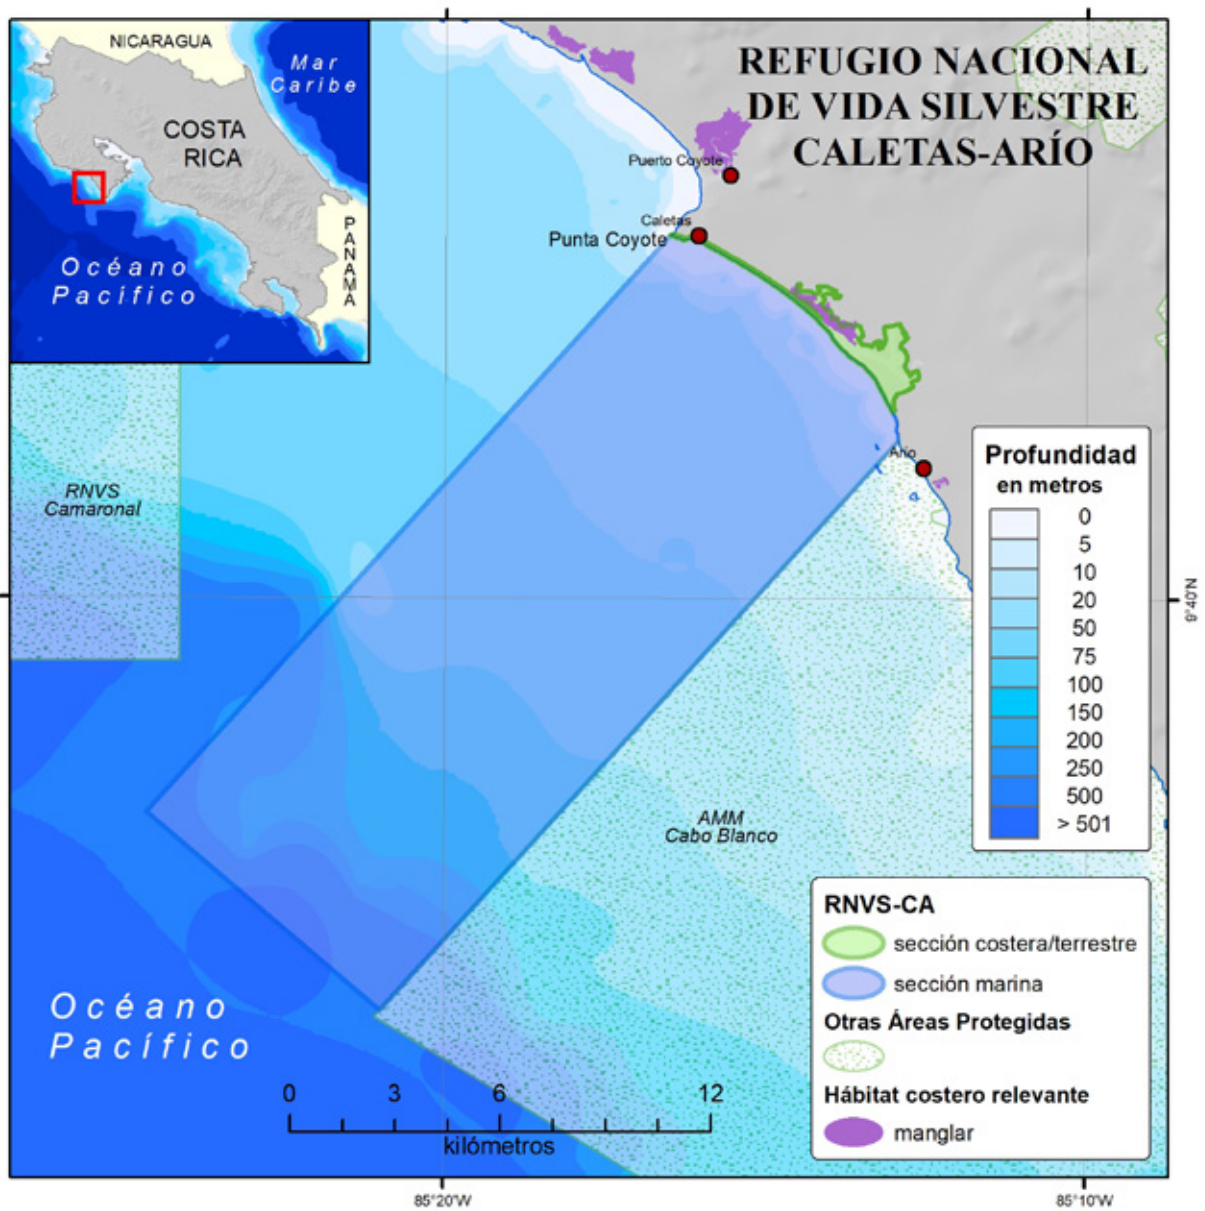 REFUGIO NACIONAL
DE VIDA SILVESTRE
CALETAS-ARÍO
NICARAGUA
Mar
Caribe
COSTA
RICA
PANAMÁ
Océano
Pacífico
Puerto Coyote
Caletas
Punta Coyote
Arío
RNVS
Camaronal
AMM
Cabo Blanco
Océano
Pacífico
Profundidad
en metros
0
5
10
20
50
75
100
150
200
250
500
> 501
9°40'N
RNVS-CA
sección costera/terrestre
sección marina
Otras Áreas Protegidas
Hábitat costero relevante
manglar
0 3 6 12
kilómetros
85°20'W
85°10'W